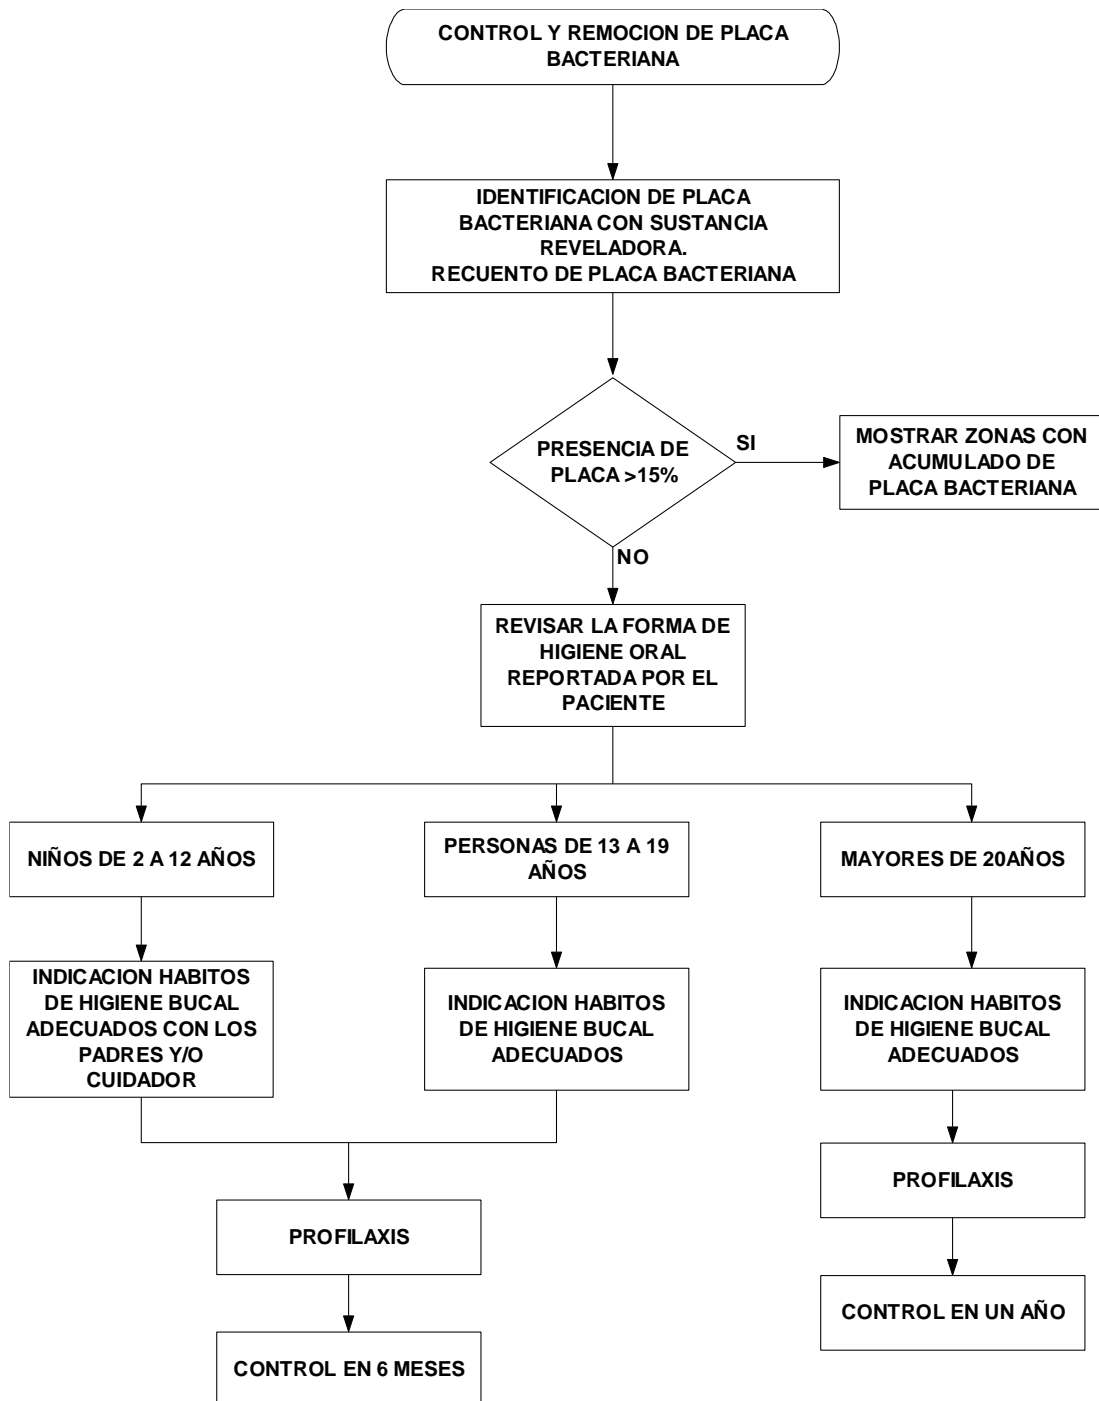 CONTROL Y REMOCION DE PLACA
BACTERIANA
IDENTIFICACION DE PLACA
BACTERIANA CON SUSTANCIA
REVELADORA.
RECUENTO DE PLACA BACTERIANA
PRESENCIA DE
PLACA >15%
SI
MOSTRAR ZONAS CON
ACUMULADO DE
PLACA BACTERIANA
NO
REVISAR LA FORMA DE
HIGIENE ORAL
REPORTADA POR EL
PACIENTE
NIÑOS DE 2 A 12 AÑOS
PERSONAS DE 13 A 19
AÑOS
MAYORES DE 20AÑOS
INDICACION HABITOS
DE HIGIENE BUCAL
ADECUADOS CON LOS
PADRES Y/O
CUIDADOR
INDICACION HABITOS
DE HIGIENE BUCAL
ADECUADOS
INDICACION HABITOS
DE HIGIENE BUCAL
ADECUADOS
PROFILAXIS
PROFILAXIS
CONTROL EN UN AÑO
CONTROL EN 6 MESES